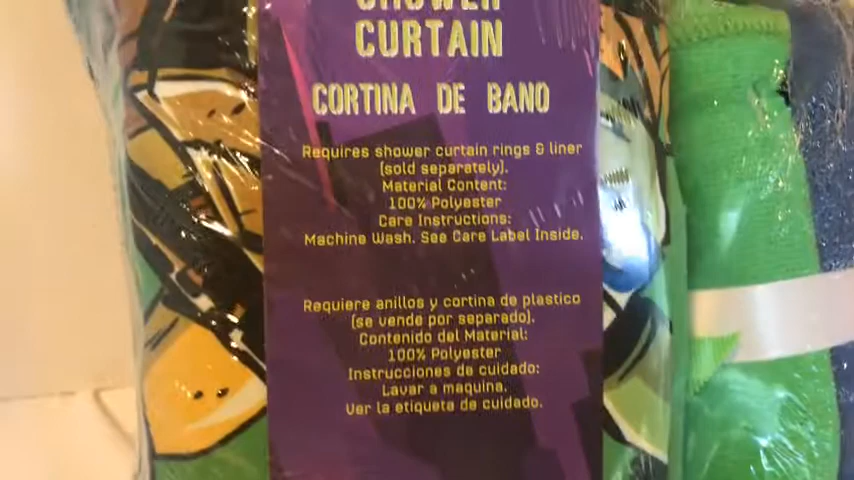 SHOWER
CURTAIN
CORTINA DE BANO
Requires shower curtain rings & liner
(sold separately).
Material Content:
100% Polyester
Care Instructions:
Machine Wash. See Care Label Inside.
Requiere anillos y cortina de plastico
(se vende por separado).
Contenido del Material:
100% Polyester
Instrucciones de cuidado:
Lavar a maquina.
Ver la etiqueta de cuidado.